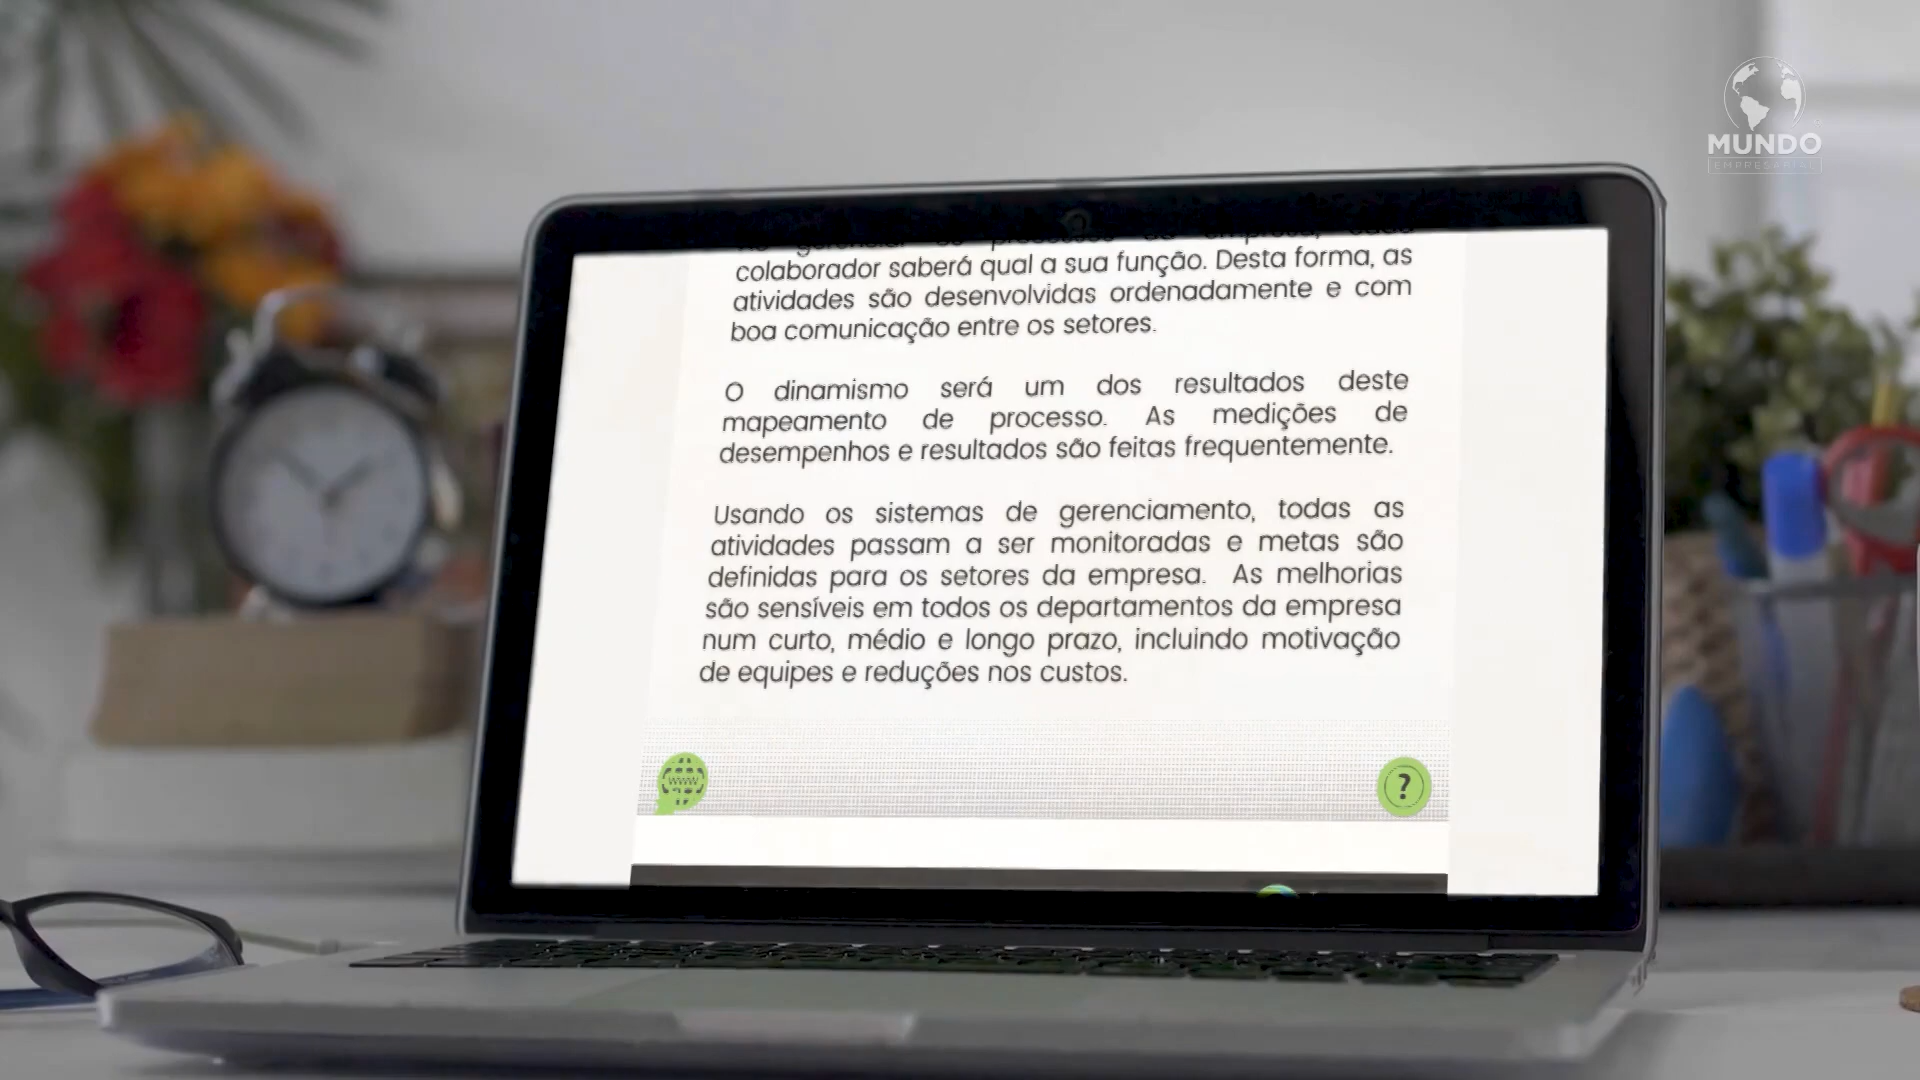 MUNDO
EMPRESARIAL
colaborador saberá qual a sua função. Desta forma, as
atividades são desenvolvidas ordenadamente e com
boa comunicação entre os setores.
O dinamismo será um dos resultados deste
mapeamento de processo. As medições de
desempenhos e resultados são feitas frequentemente.
Usando os sistemas de gerenciamento, todas as
atividades passam a ser monitoradas e metas são
definidas para os setores da empresa. As melhorias
são sensíveis em todos os departamentos da empresa
num curto, médio e longo prazo, incluindo motivação
de equipes e reduções nos custos.
?